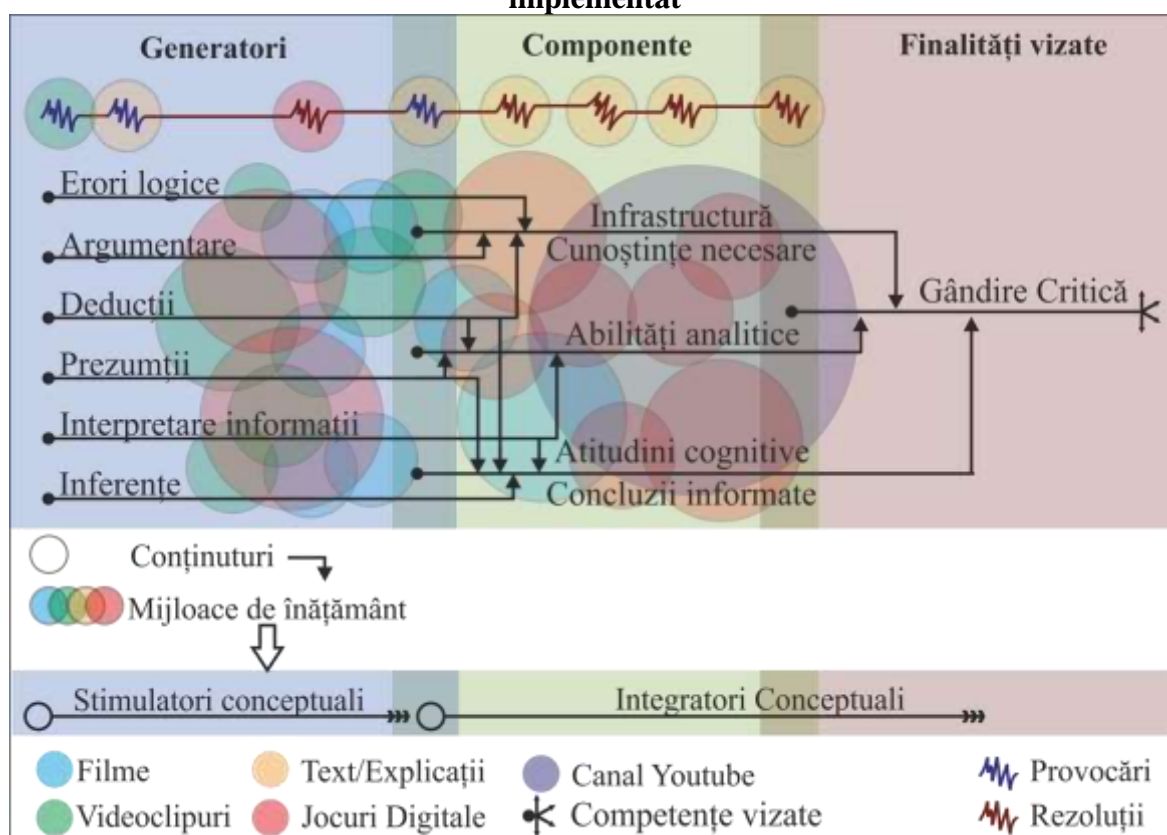 implementat
Generatori
Componente
Finalități vizate
Erori logice
Argumentare
Deducții
Prezumții
Interpretare informații
Inferențe
Infrastructură
Cunoștințe necesare
Abilități analitice
Atitudini cognitive
Concluzii informate
Gândire Critică
Conținuturi
Mijloace de înățământ
Stimulatori conceptuali
Integratori Conceptuali
Filme
Text/Explicații
Canal Youtube
Provocări
Videoclipuri
Jocuri Digitale
Competențe vizate
Rezoluții